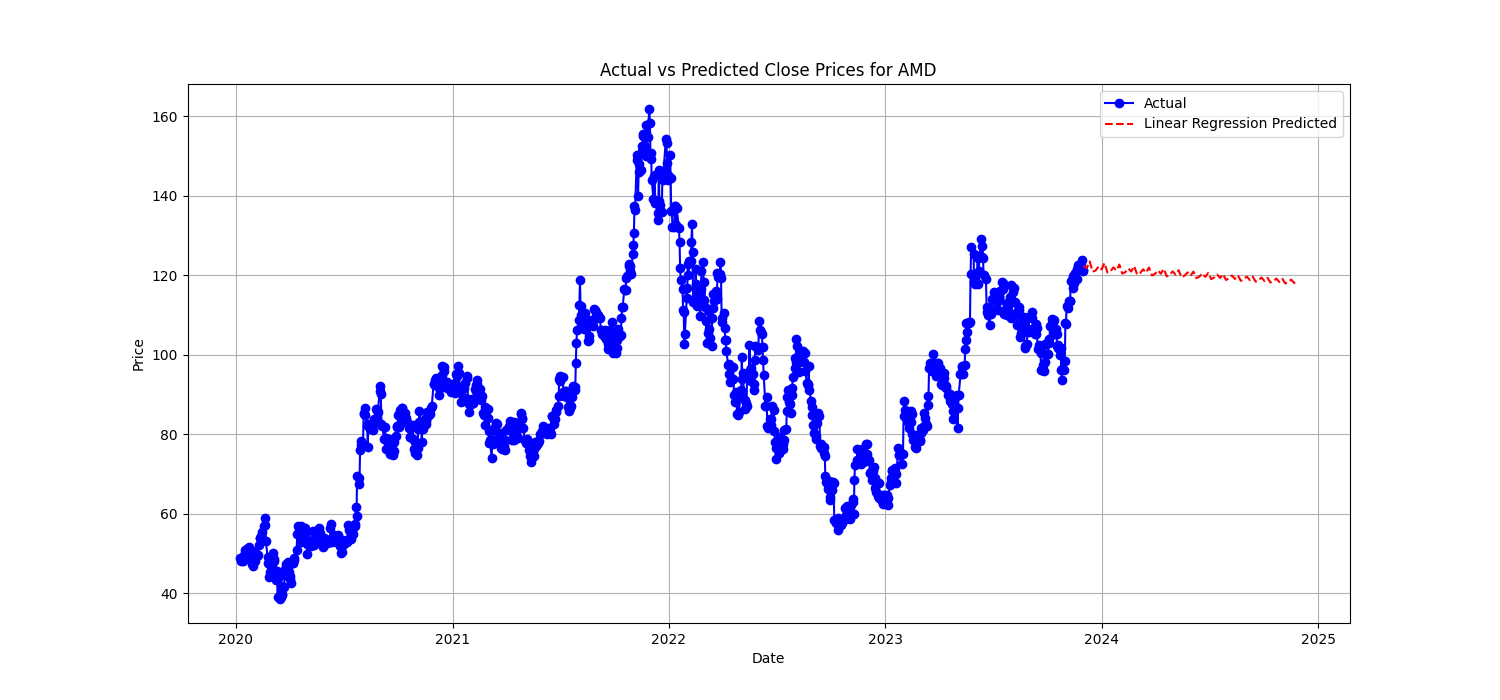 Actual vs Predicted Close Prices for AMD
Actual
Linear Regression Predicted
160
140
120
100
80
60
40
Price
2020 2021 2022 2023 2024 2025
Date